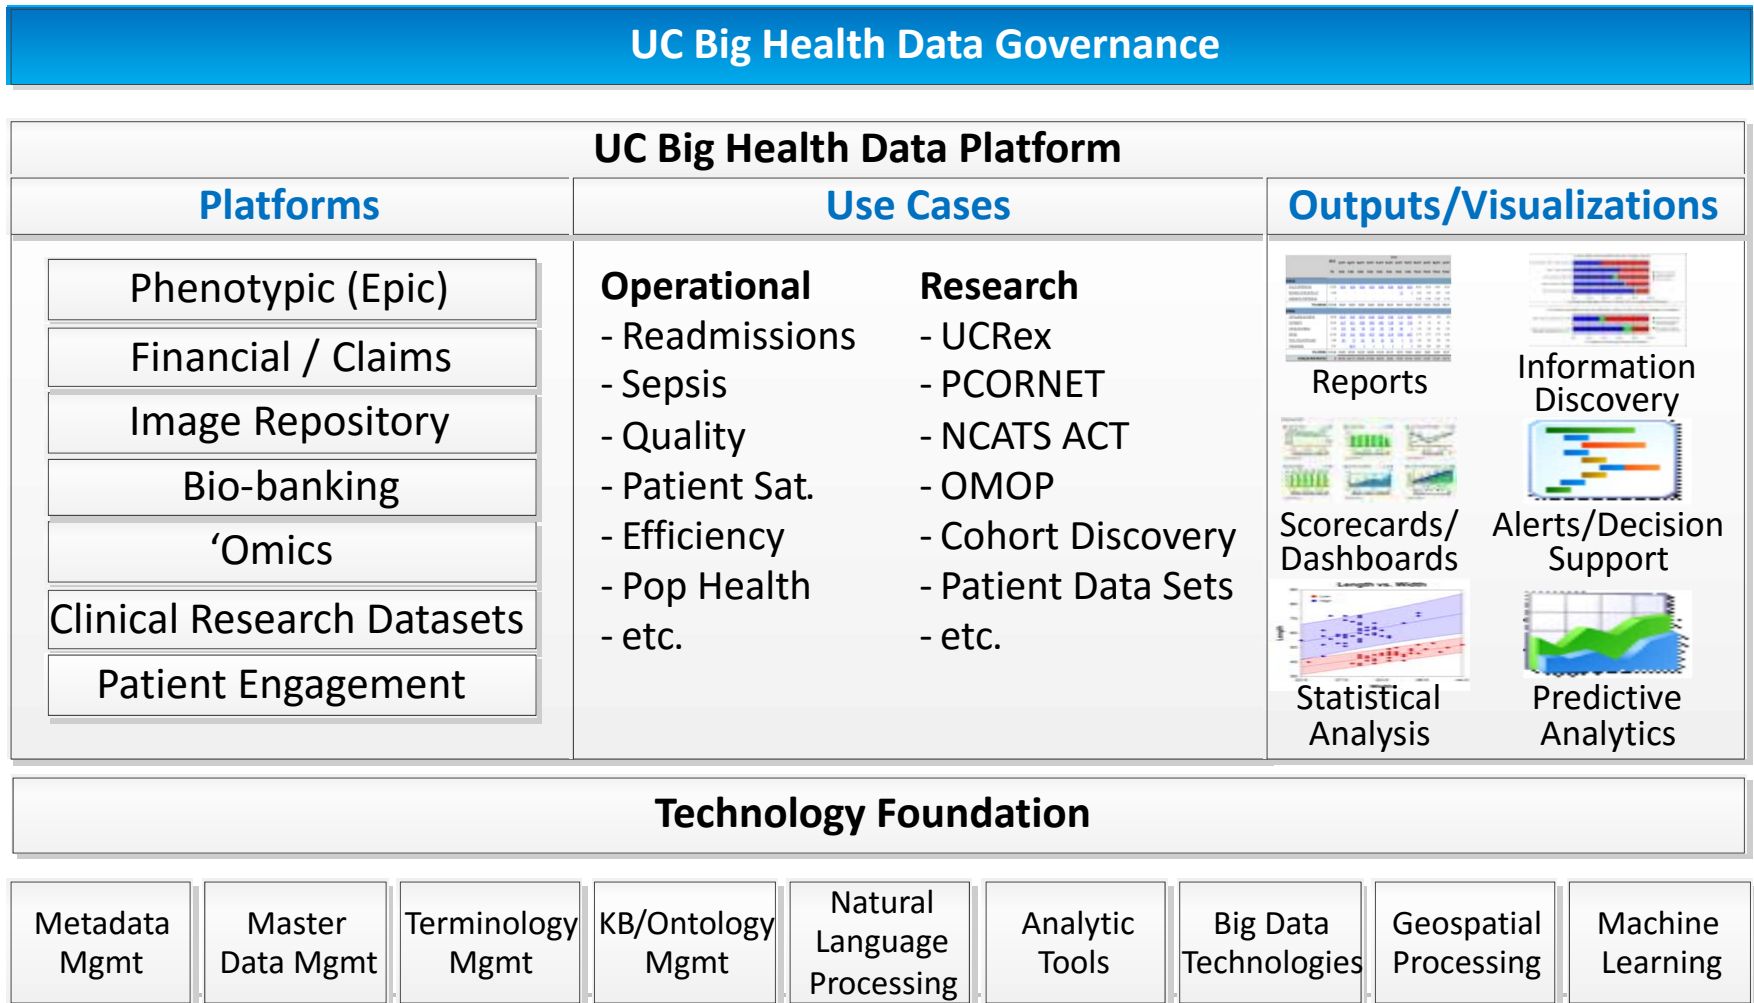 UC Big Health Data Governance
UC Big Health Data Platform
Platforms
Use Cases
Outputs/Visualizations
Phenotypic (Epic)
Financial / Claims
Image Repository
Bio-banking
‘Omics
Clinical Research Datasets
Patient Engagement
Operational
- Readmissions
- Sepsis
- Quality
- Patient Sat.
- Efficiency
- Pop Health
- etc.
Research
- UCRex
- PCORNET
- NCATS ACT
- OMOP
- Cohort Discovery
- Patient Data Sets
- etc.
Reports
Information
Discovery
Scorecards/
Dashboards
Alerts/Decision
Support
Length vs. Width
Length
Statistical
Analysis
Predictive
Analytics
Technology Foundation
Metadata
Mgmt
Master
Data Mgmt
Terminology
Mgmt
KB/Ontology
Mgmt
Natural
Language
Processing
Analytic
Tools
Big Data
Technologies
Geospatial
Processing
Machine
Learning